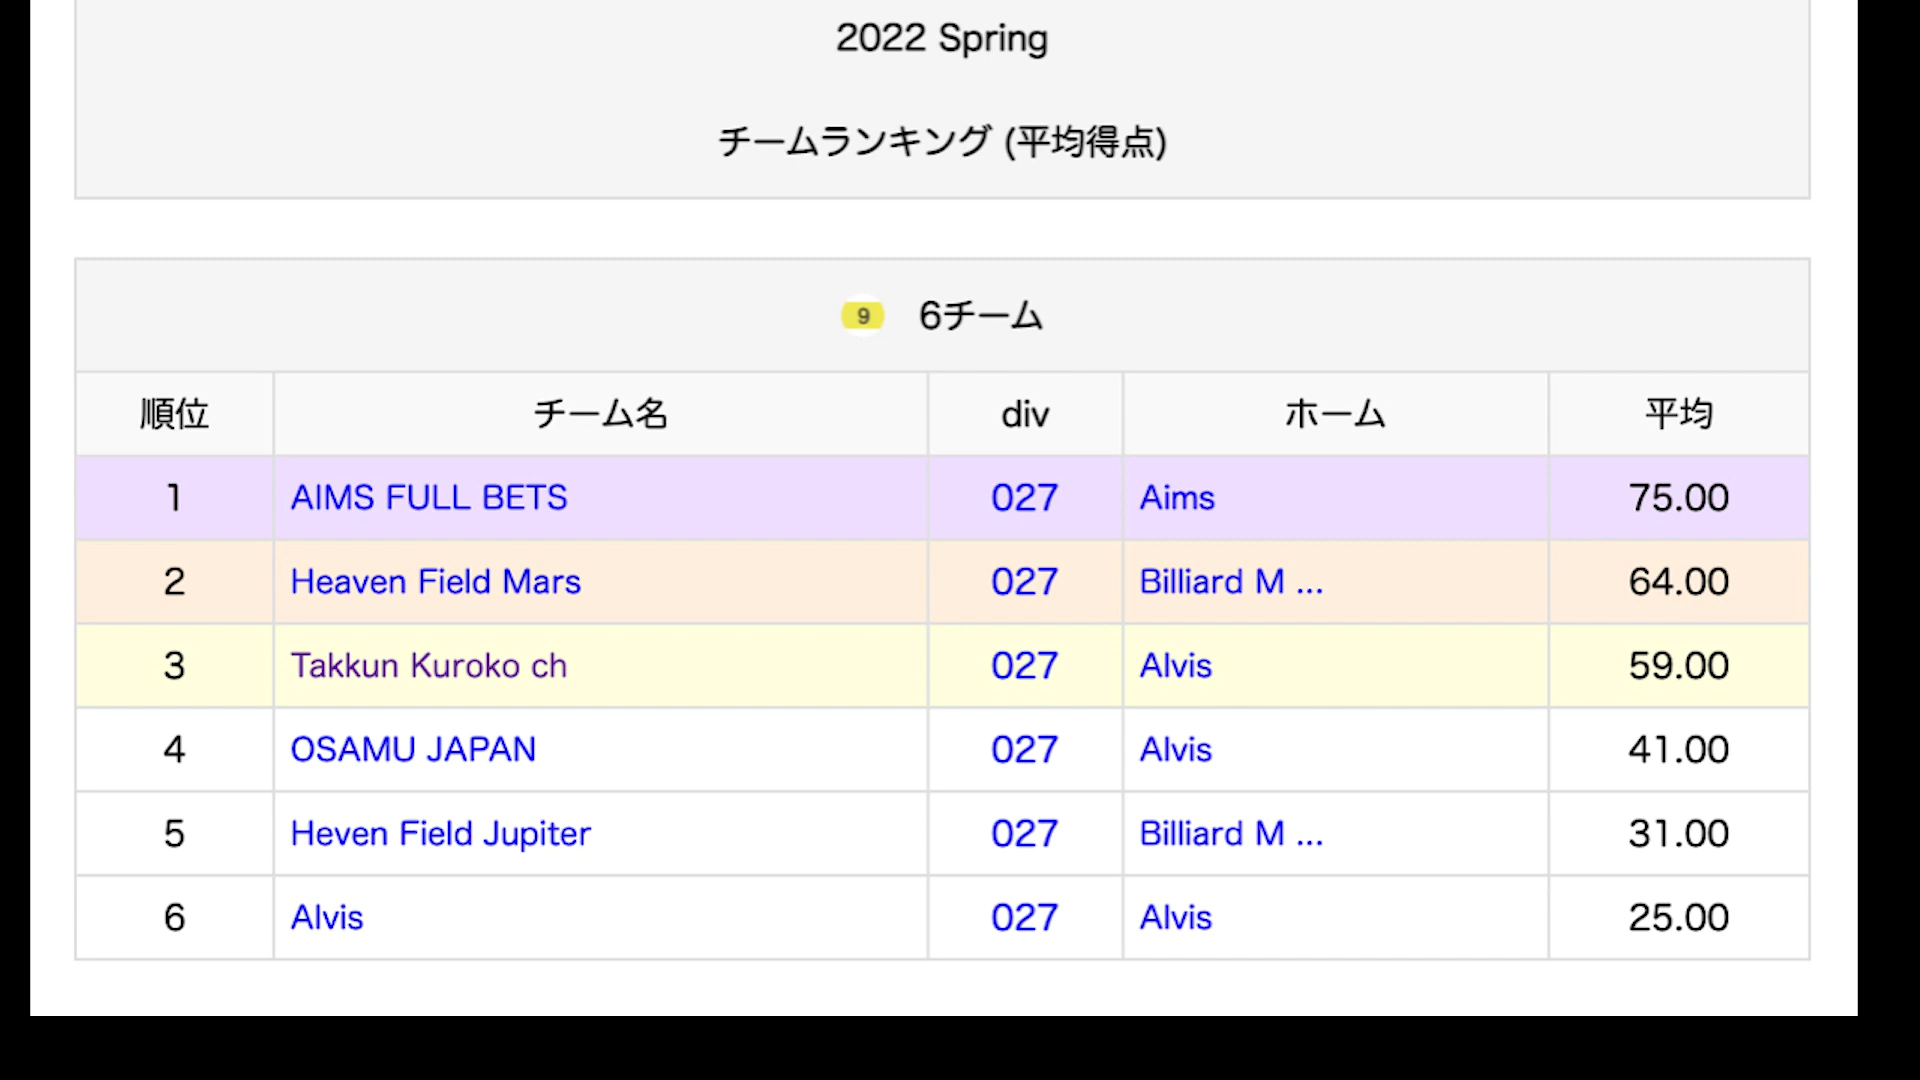 2022 Spring
チームランキング (平均得点)
9 6チーム
順位 チーム名 div ホーム 平均
1 AIMS FULL BETS 027 Aims 75.00
2 Heaven Field Mars 027 Billiard M ... 64.00
3 Takkun Kuroko ch 027 Alvis 59.00
4 OSAMU JAPAN 027 Alvis 41.00
5 Heven Field Jupiter 027 Billiard M ... 31.00
6 Alvis 027 Alvis 25.00